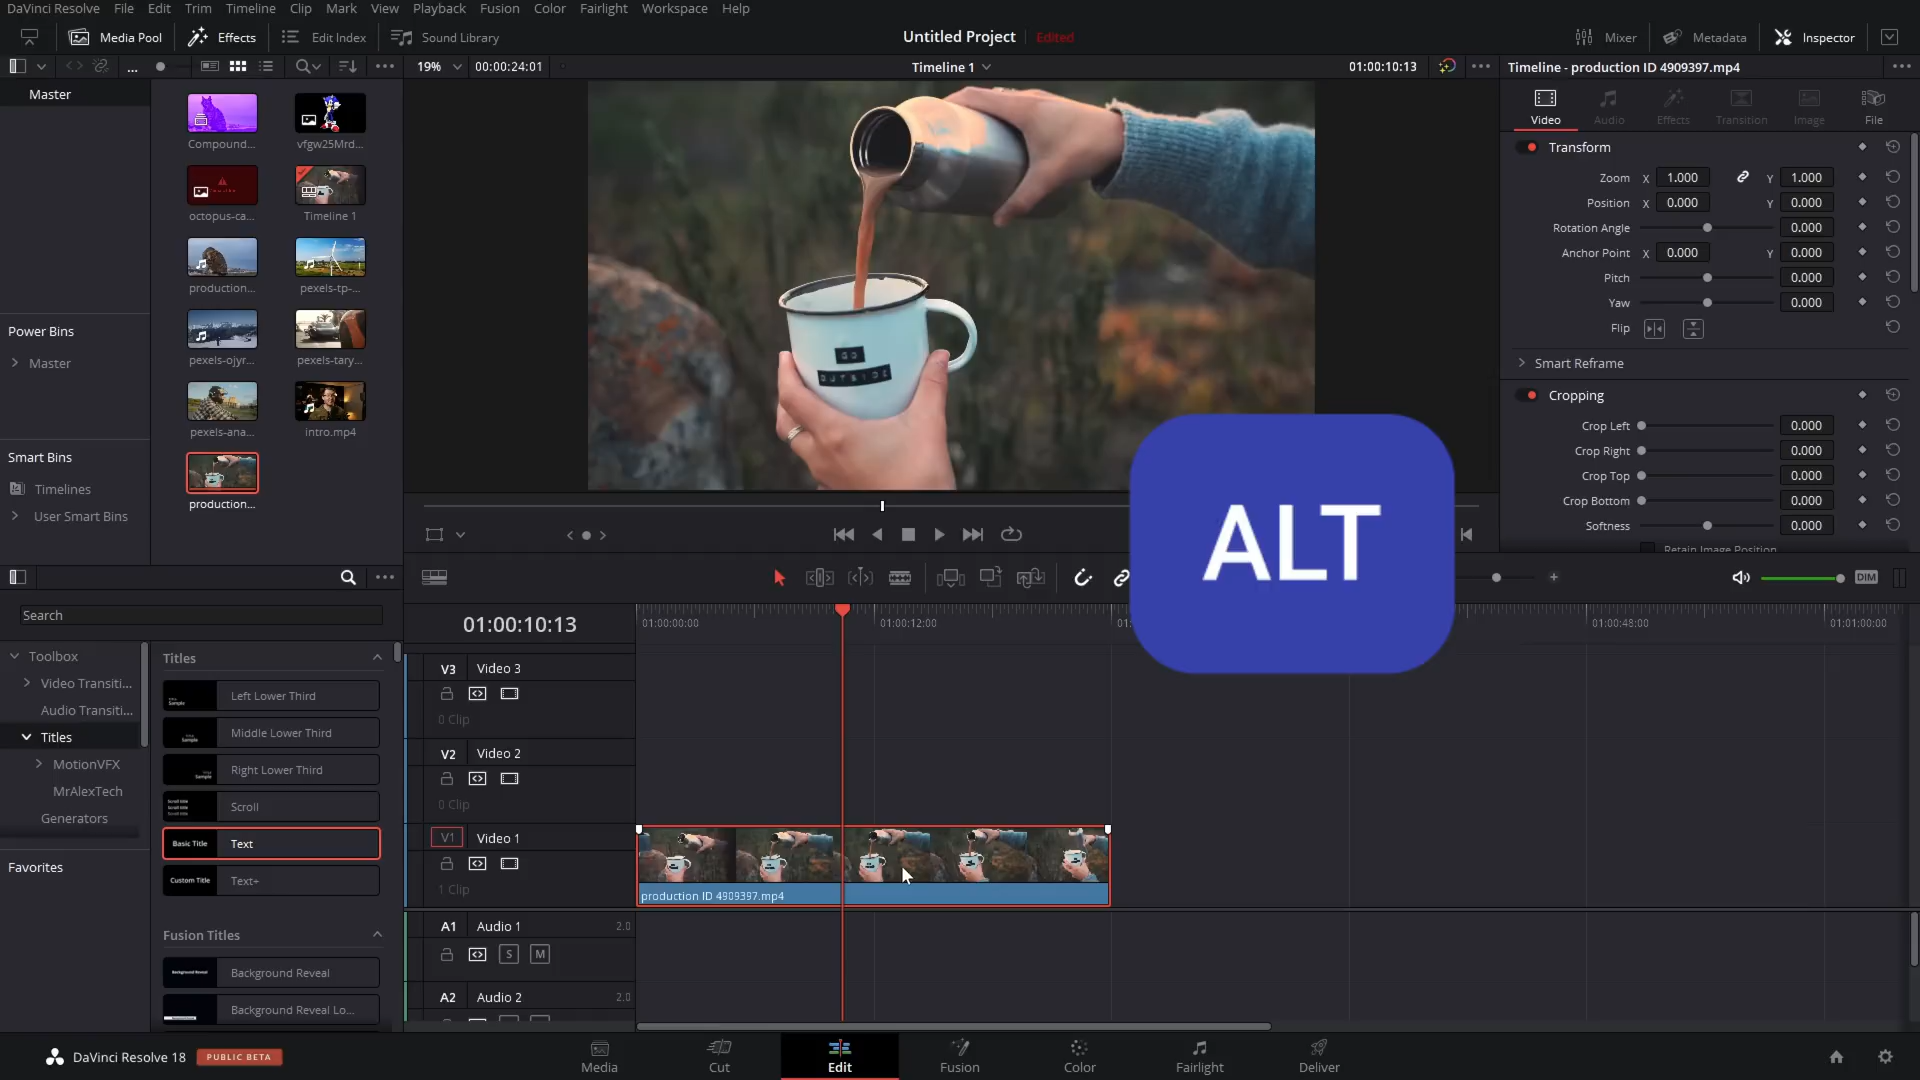 DaVinci Resolve File Edit Trim Timeline Clip Mark View Playback Fusion Color Fairlight Workspace Help
Media Pool Effects Edit Index Sound Library Untitled Project Edited Mixer Metadata Inspector
... 19% 00:00:24:01 Timeline 1 01:00:10:13 Timeline - production ID 4909397.mp4
Master
Compound... vfgw25Mrd...
octopus-ca... Timeline 1
production... pexels-tp-...
pexels-ojyr... pexels-tary...
pexels-ana... intro.mp4
production...
Power Bins
Master
Smart Bins
Timelines
User Smart Bins
GO
OUTSIDE
Video Audio Effects Transition Image File
Transform
Zoom X 1.000 Y 1.000
Position X 0.000 Y 0.000
Rotation Angle 0.000
Anchor Point X 0.000 Y 0.000
Pitch 0.000
Yaw 0.000
Flip
Smart Reframe
Cropping
Crop Left 0.000
Crop Right 0.000
Crop Top 0.000
Crop Bottom 0.000
Softness 0.000
Retain Image Position
ALT
DIM
Search
Toolbox
Video Transiti...
Audio Transiti...
Titles
MotionVFX
MrAlexTech
Generators
Favorites
Titles
Left Lower Third
Middle Lower Third
Right Lower Third
Scroll
Basic Title Text
Custom Title Text+
Fusion Titles
Background Reveal Background Reveal
Background Reveal Lo...
01:00:10:13
01:00:00:00 01:00:12:00 01:00:48:00 01:01:00:00
V3 Video 3
0 Clip
V2 Video 2
0 Clip
V1 Video 1
1 Clip
production ID 4909397.mp4
A1 Audio 1 2.0
S M
A2 Audio 2 2.0
DaVinci Resolve 18 PUBLIC BETA
Media Cut Edit Fusion Color Fairlight Deliver